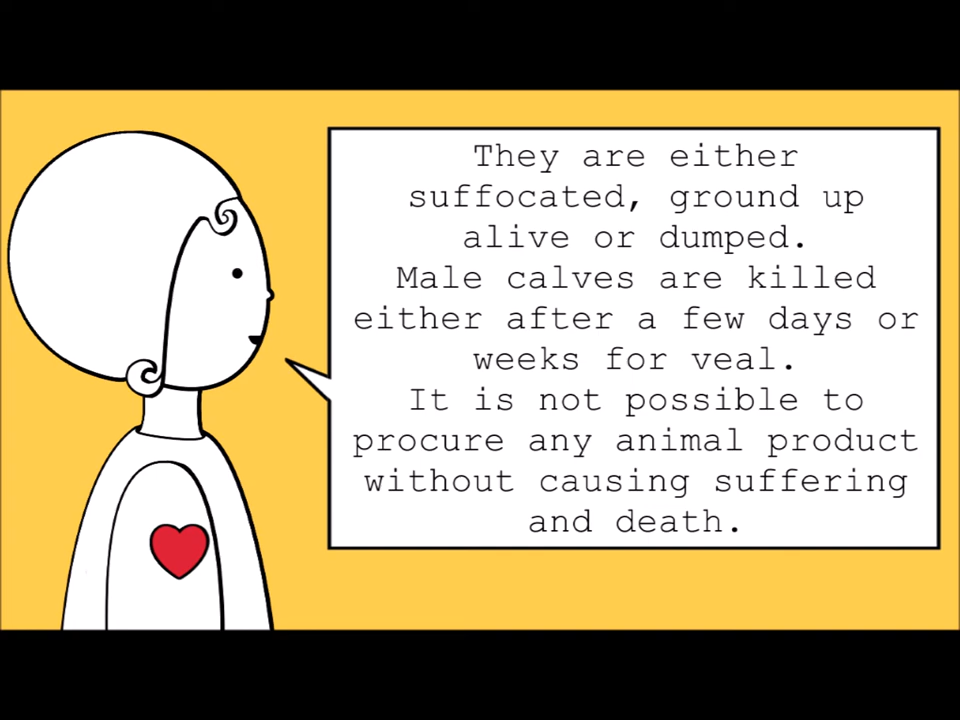 They are either
suffocated, ground up
alive or dumped.
Male calves are killed
either after a few days or
weeks for veal.
It is not possible to
procure any animal product
without causing suffering
and death.